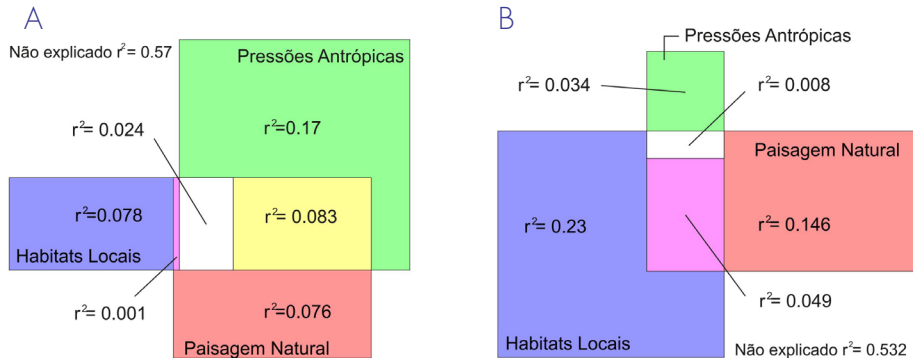 A
Não explicado r²= 0.57
Pressões Antrópicas
r²= 0.024
r²=0.17
r²=0.078
r²= 0.083
Habitats Locais
r²= 0.001
r²= 0.076
Paisagem Natural
B
Pressões Antrópicas
r²= 0.034
r²= 0.008
Paisagem Natural
r²= 0.23
r²= 0.146
r²= 0.049
Habitats Locais
Não explicado r²= 0.532